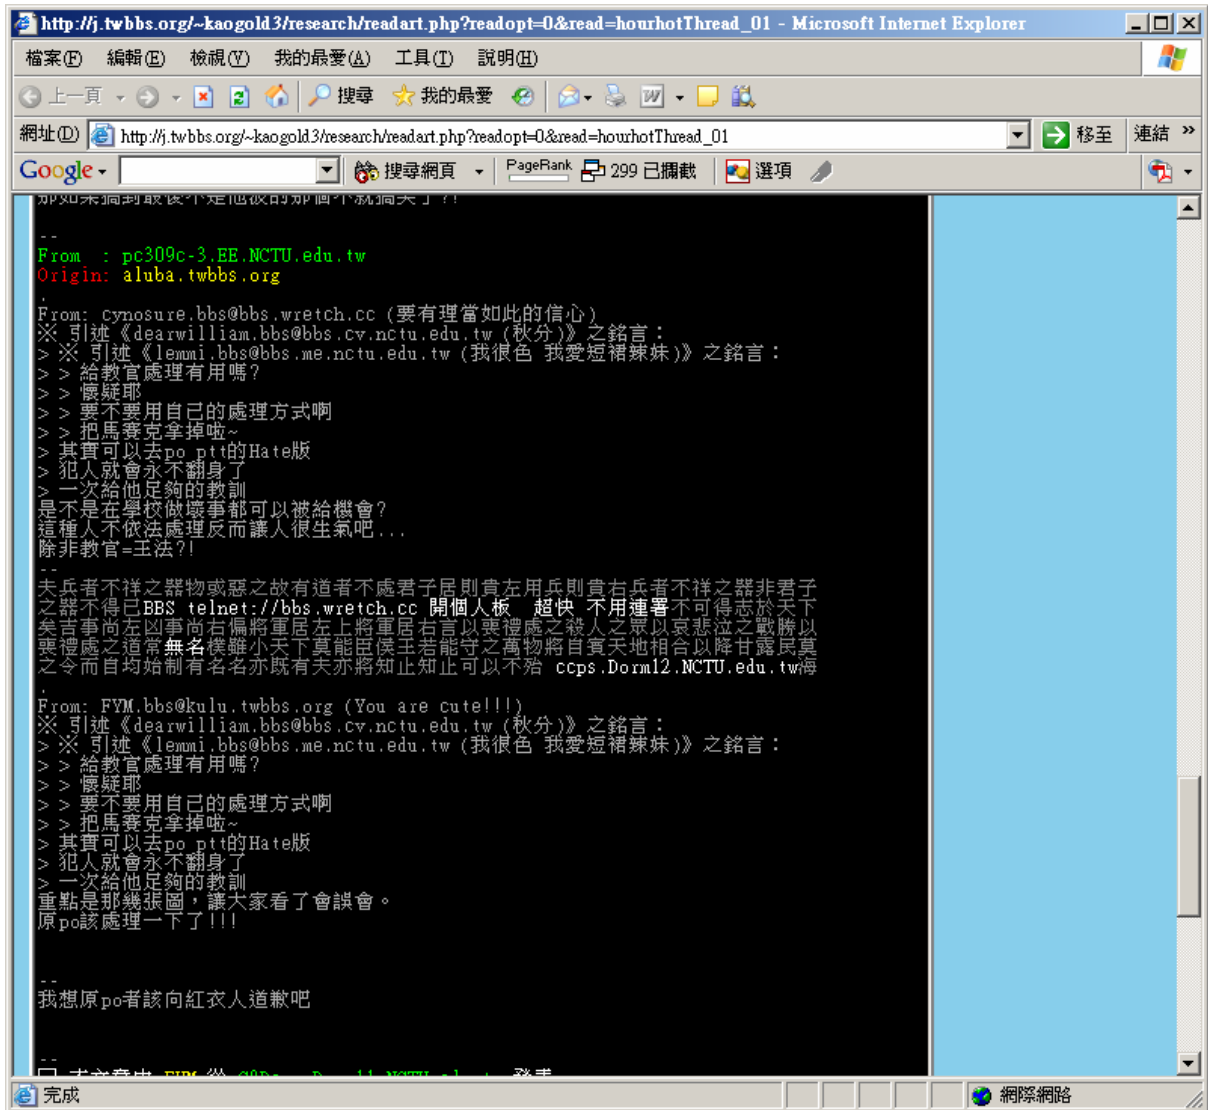 http://j.twbbs.org/~kaogold3/research/readart.php?readopt=0&read=hourhotThread_01 - Microsoft Internet Explorer
檔案(F) 編輯(E) 檢視(V) 我的最愛(A) 工具(T) 說明(H)
上一頁 搜尋 我的最愛
網址(D) http://j.twbbs.org/~kaogold3/research/readart.php?readopt=0&read=hourhotThread_01 移至 連結 »
Google 搜尋網頁 PageRank 299 已攔截 選項
那如果搞到最後不是他波的那個不就搞笑了?!
--
From : pc309c-3.EE.NCTU.edu.tw
Origin: aluba.twbbs.org
.
From: cynosure.bbs@bbs.wretch.cc (要有理當如此的信心)
※ 引述《dearwilliam.bbs@bbs.cv.nctu.edu.tw (秋分)》之銘言：
> ※ 引述《lemmi.bbs@bbs.me.nctu.edu.tw (我很色 我愛短裙辣妹)》之銘言：
> > 給教官處理有用嗎?
> > 懷疑耶
> > 要不要用自己的處理方式啊
> > 把馬賽克拿掉啦~
> 其實可以去po ptt的Hate版
> 犯人就會永不翻身了
> 一次給他足夠的教訓
是不是在學校做壞事都可以被給機會?
這種人不依法處理反而讓人很生氣吧...
除非教官=王法?!
--
夫兵者不祥之器物或惡之故有道者不處君子居則貴左用兵則貴右兵者不祥之器非君子
之器不得已BBS telnet://bbs.wretch.cc 開個人板 超快 不用連署不可得志於天下
矣吉事尚左凶事尚右偏將軍居左上將軍居右言以喪禮處之殺人之眾以哀悲泣之戰勝以
喪禮處之道常無名樸雖小天下莫能臣侯王若能守之萬物將自賓天地相合以降甘露民莫
之令而自均始制有名名亦既有夫亦將知止知止可以不殆 ccps.Dorm12.NCTU.edu.tw海
.
From: FYM.bbs@kulu.twbbs.org (You are cute!!!)
※ 引述《dearwilliam.bbs@bbs.cv.nctu.edu.tw (秋分)》之銘言：
> ※ 引述《lemmi.bbs@bbs.me.nctu.edu.tw (我很色 我愛短裙辣妹)》之銘言：
> > 給教官處理有用嗎?
> > 懷疑耶
> > 要不要用自己的處理方式啊
> > 把馬賽克拿掉啦~
> 其實可以去po ptt的Hate版
> 犯人就會永不翻身了
> 一次給他足夠的教訓
重點是那幾張圖，讓大家看了會誤會。
原po該處理一下了!!!
--
我想原po者該向紅衣人道歉吧
--
完成 網際網路